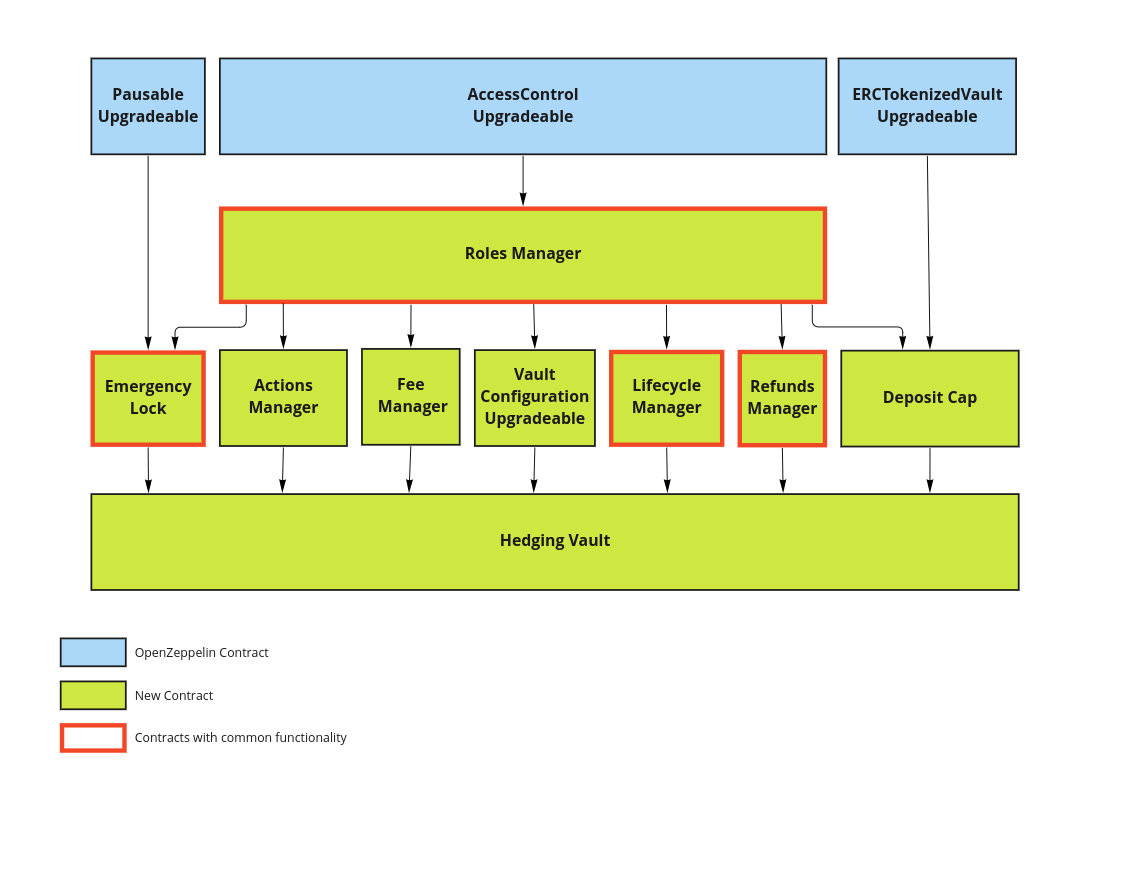 Pausable
Upgradeable
AccessControl
Upgradeable
ERCTokenizedVault
Upgradeable
Roles Manager
Emergency
Lock
Actions
Manager
Fee
Manager
Vault
Configuration
Upgradeable
Lifecycle
Manager
Refunds
Manager
Deposit Cap
Hedging Vault
OpenZeppelin Contract
New Contract
Contracts with common functionality